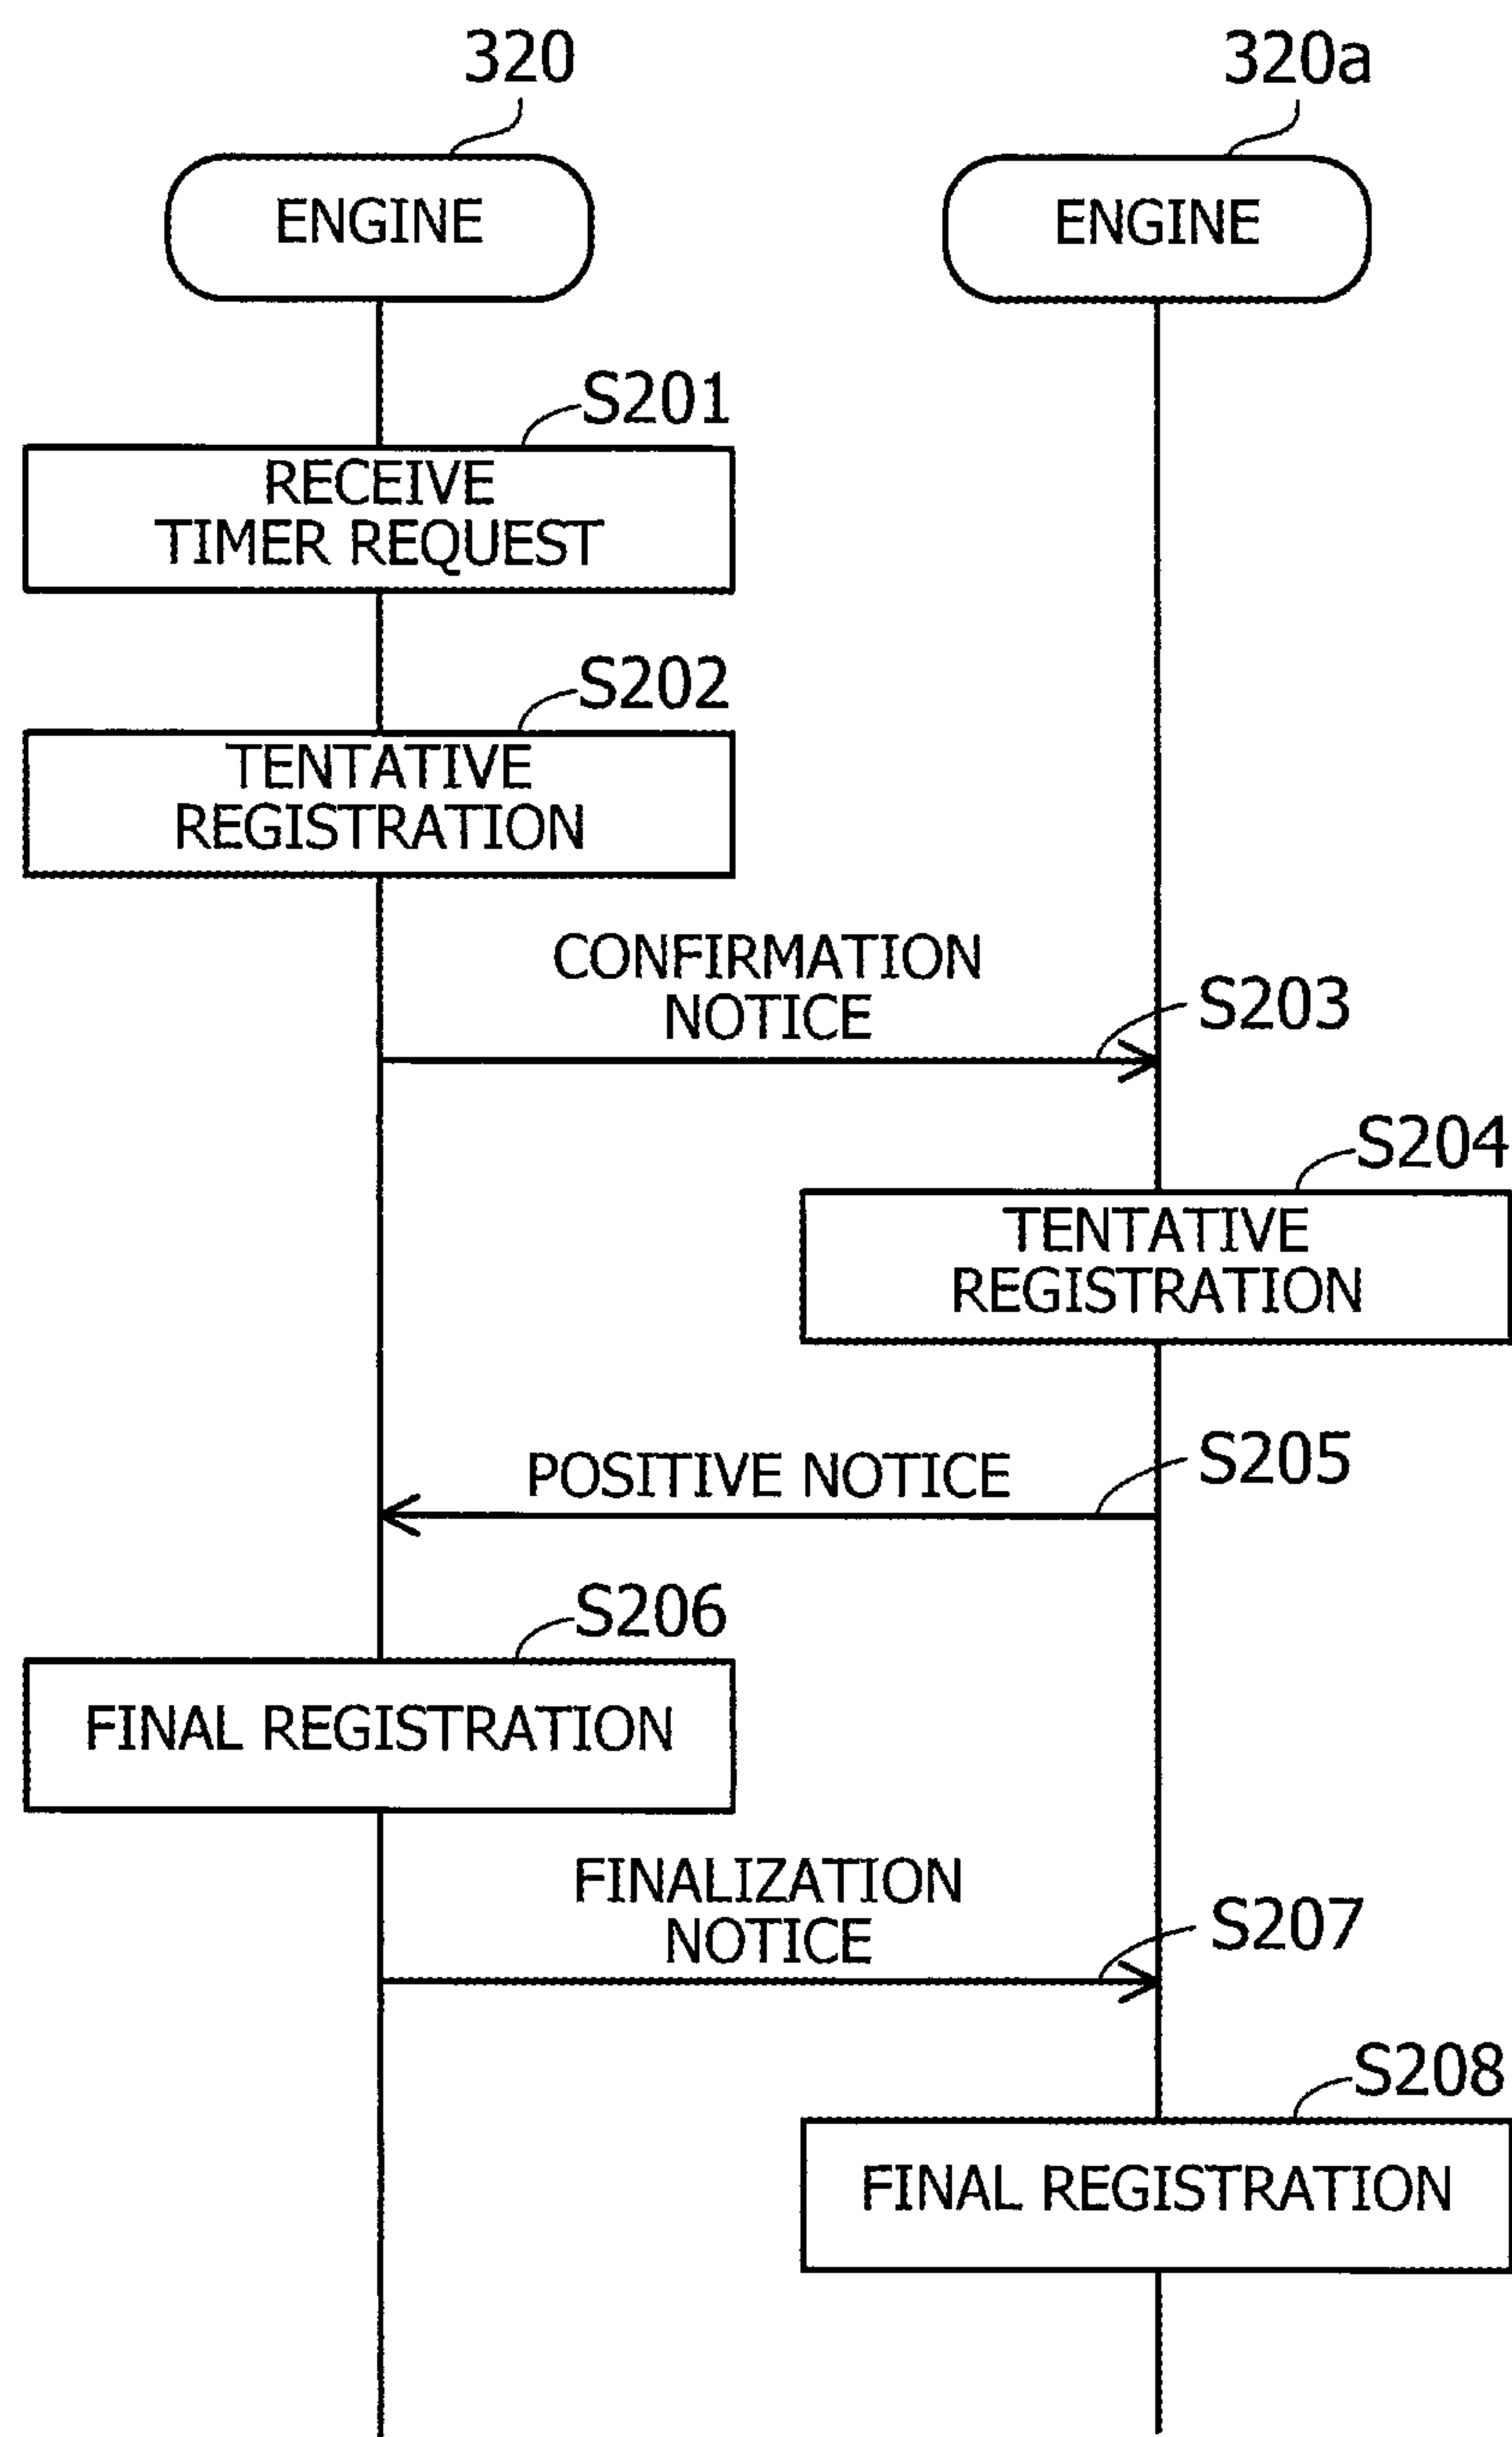 320
320a
ENGINE
ENGINE
S201
RECEIVE
TIMER REQUEST
S202
TENTATIVE
REGISTRATION
CONFIRMATION
NOTICE
S203
S204
TENTATIVE
REGISTRATION
POSITIVE NOTICE
S205
S206
FINAL REGISTRATION
FINALIZATION
NOTICE
S207
S208
FINAL REGISTRATION